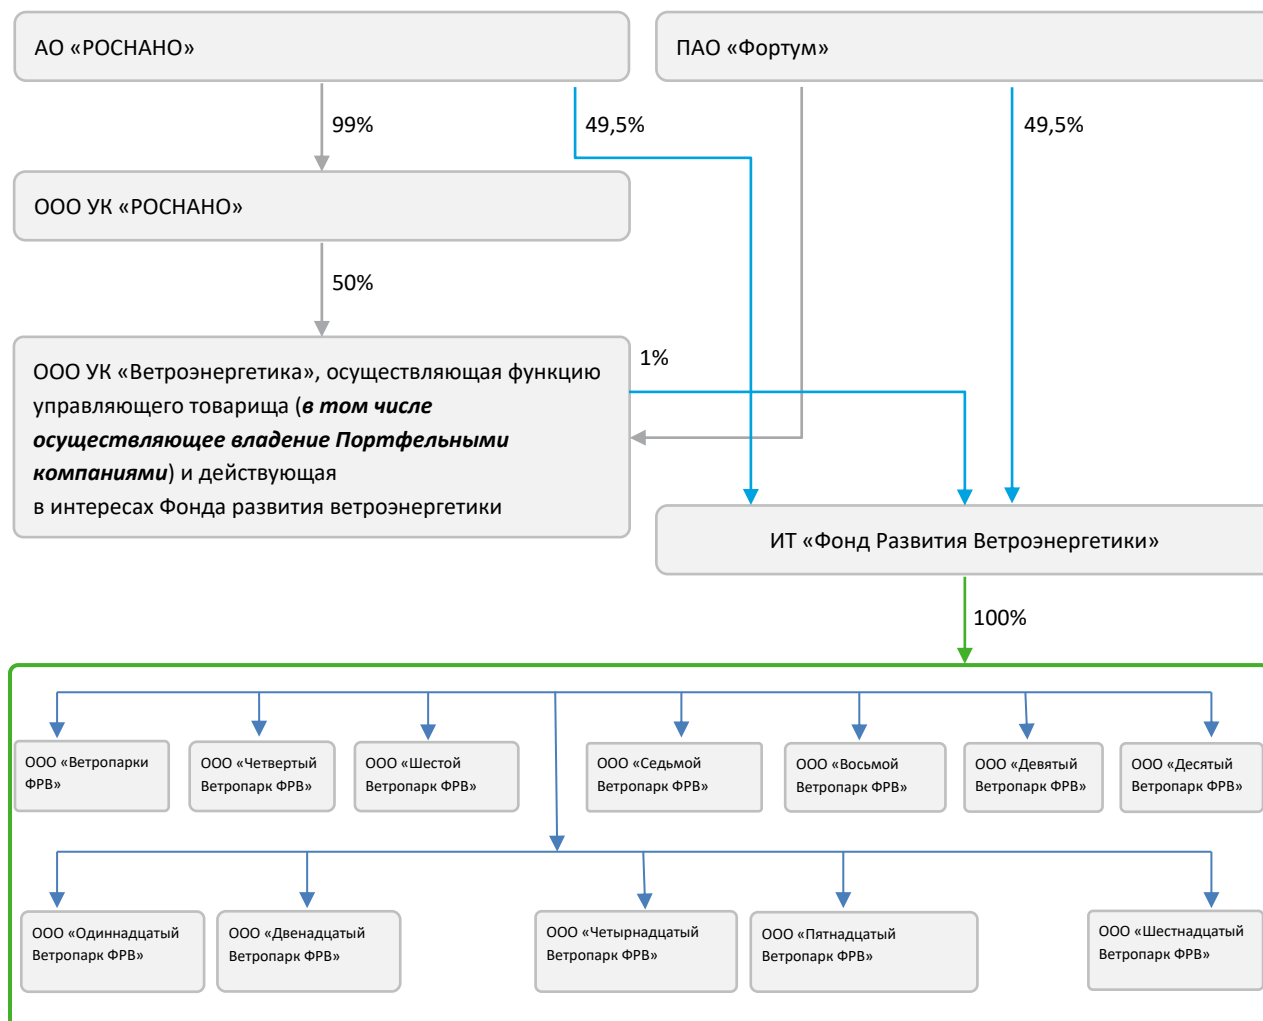 АО «РОСНАНО»
ПАО «Фортум»
99%
49,5%
49,5%
ООО УК «РОСНАНО»
50%
ООО УК «Ветроэнергетика», осуществляющая функцию
управляющего товарища (в том числе
осуществляющее владение Портфельными
компаниями) и действующая
в интересах Фонда развития ветроэнергетики
1%
ИТ «Фонд Развития Ветроэнергетики»
100%
ООО «Ветропарки
ФРВ»
ООО «Четвертый
Ветропарк ФРВ»
ООО «Шестой
Ветропарк ФРВ»
ООО «Седьмой
Ветропарк ФРВ»
ООО «Восьмой
Ветропарк ФРВ»
ООО «Девятый
Ветропарк ФРВ»
ООО «Десятый
Ветропарк ФРВ»
ООО «Одиннадцатый
Ветропарк ФРВ»
ООО «Двенадцатый
Ветропарк ФРВ»
ООО «Четырнадцатый
Ветропарк ФРВ»
ООО «Пятнадцатый
Ветропарк ФРВ»
ООО «Шестнадцатый
Ветропарк ФРВ»